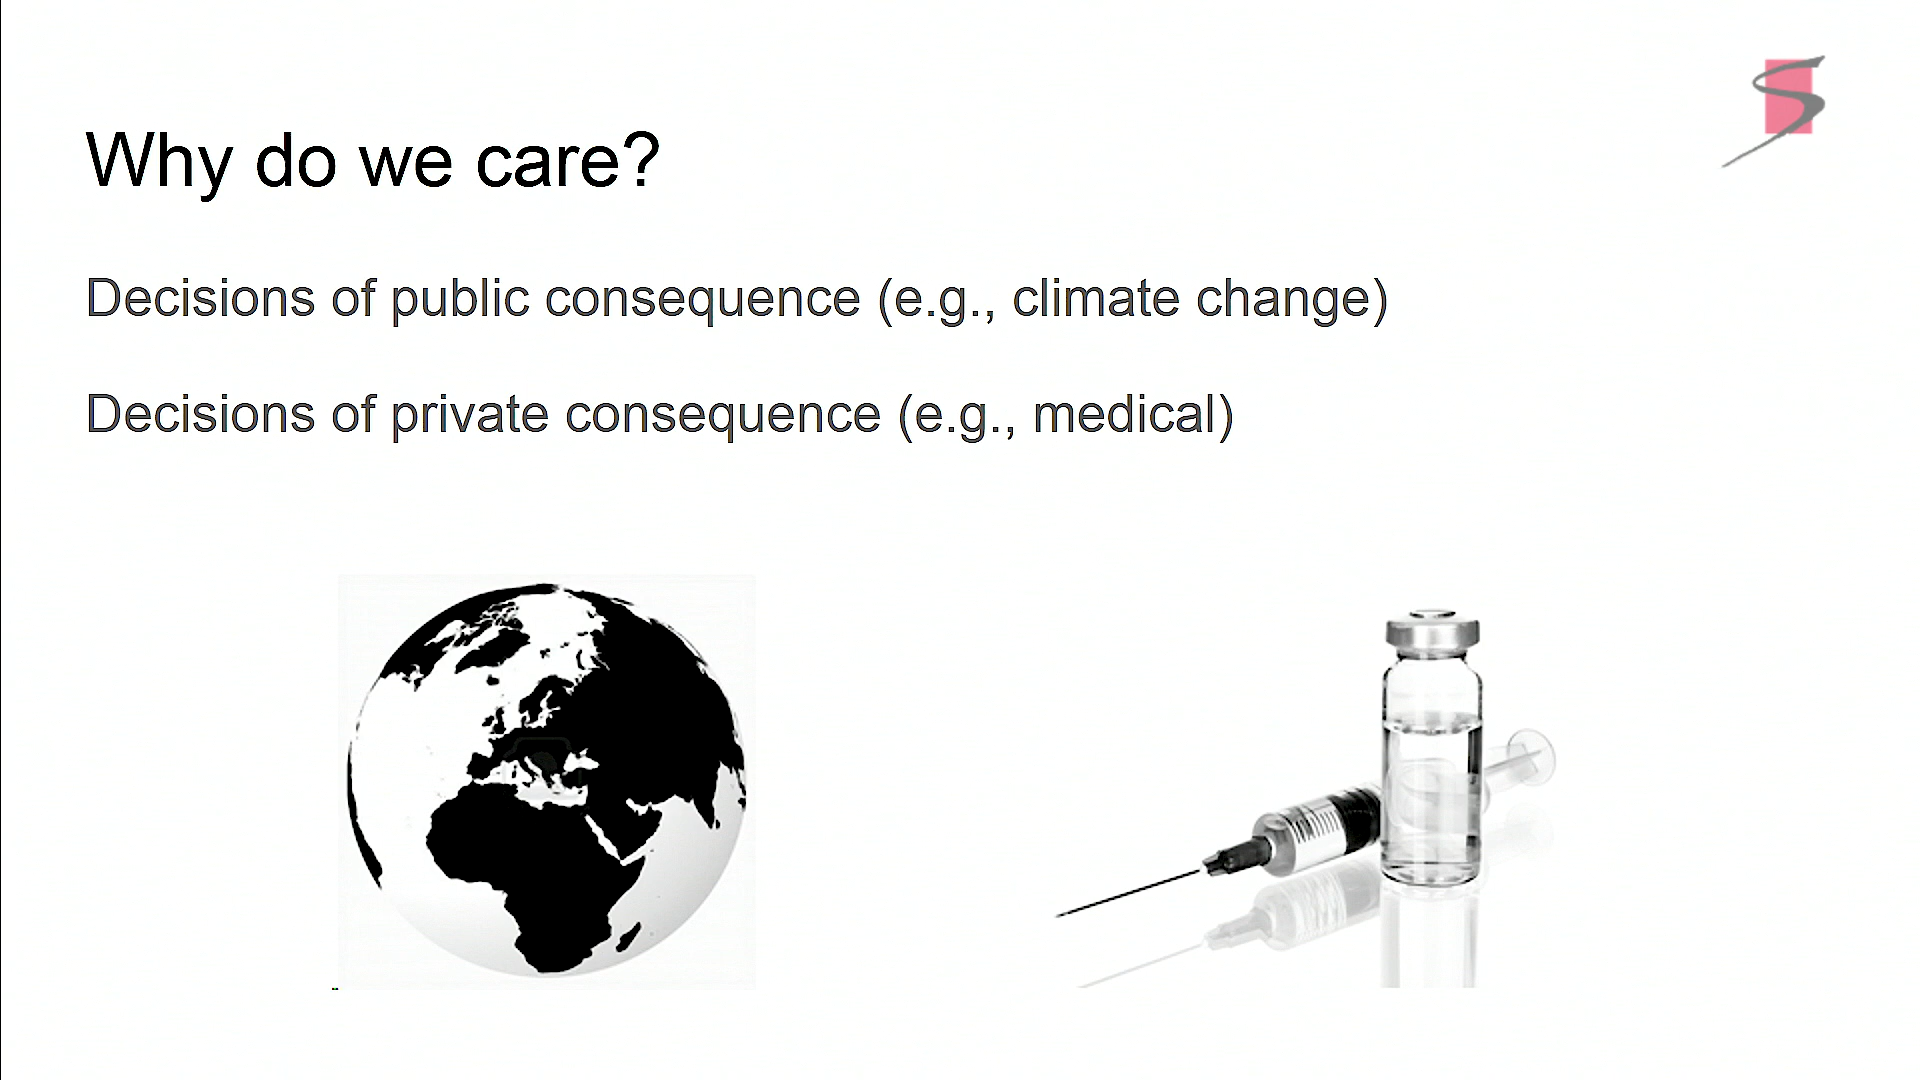 Why do we care?
Decisions of public consequence (e.g., climate change)
Decisions of private consequence (e.g., medical)